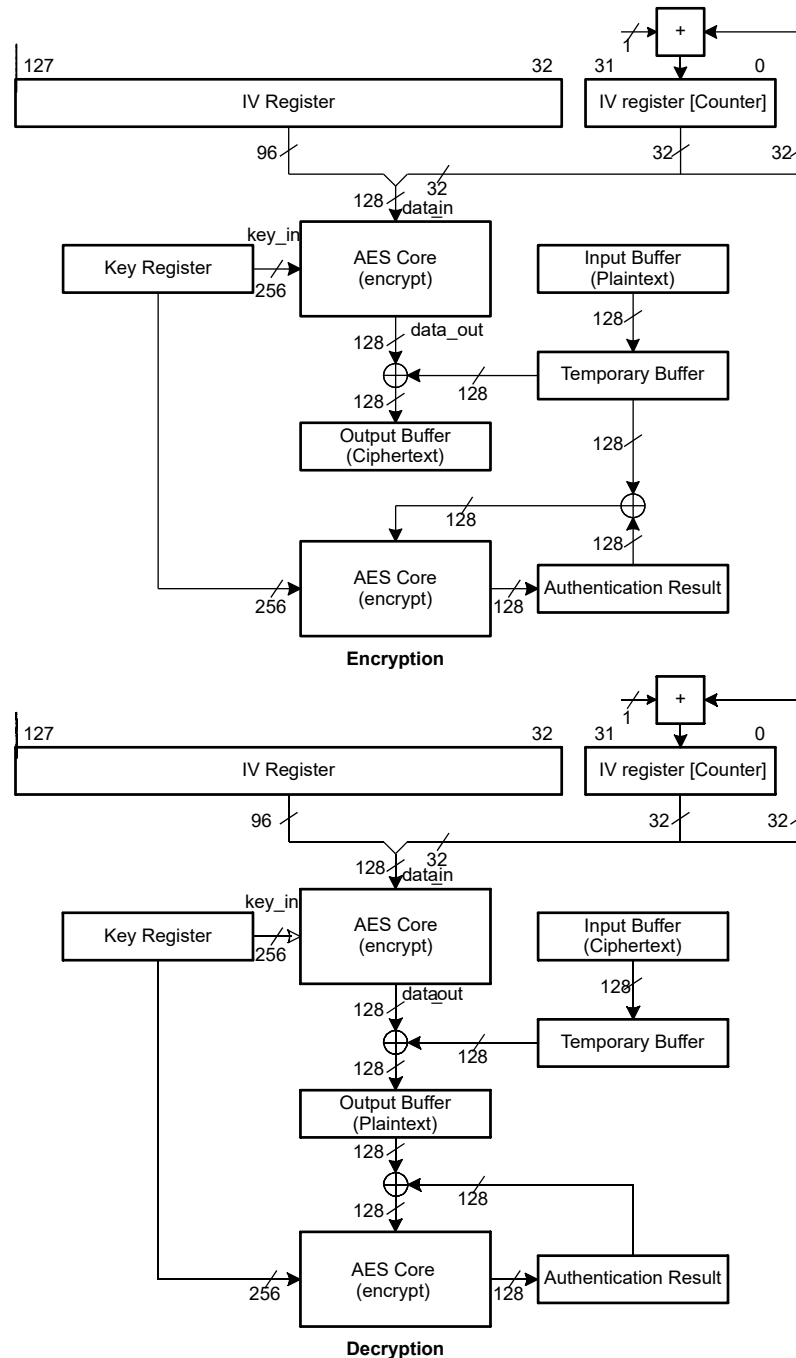 +
1
127
32
31
0
IV Register
IV register [Counter]
96
32
32
32
128
data_in
key_in
Key Register
256
AES Core
(encrypt)
Input Buffer
(Plaintext)
128
data_out
128
Temporary Buffer
128
128
Output Buffer
(Ciphertext)
128
128
128
AES Core
(encrypt)
256
128
Authentication Result
Encryption
+
1
127
32
31
0
IV Register
IV register [Counter]
96
32
32
32
128
data_in
key_in
Key Register
256
AES Core
(encrypt)
Input Buffer
(Ciphertext)
128
data_out
128
Temporary Buffer
128
128
Output Buffer
(Plaintext)
128
128
128
AES Core
(encrypt)
256
128
Authentication Result
Decryption